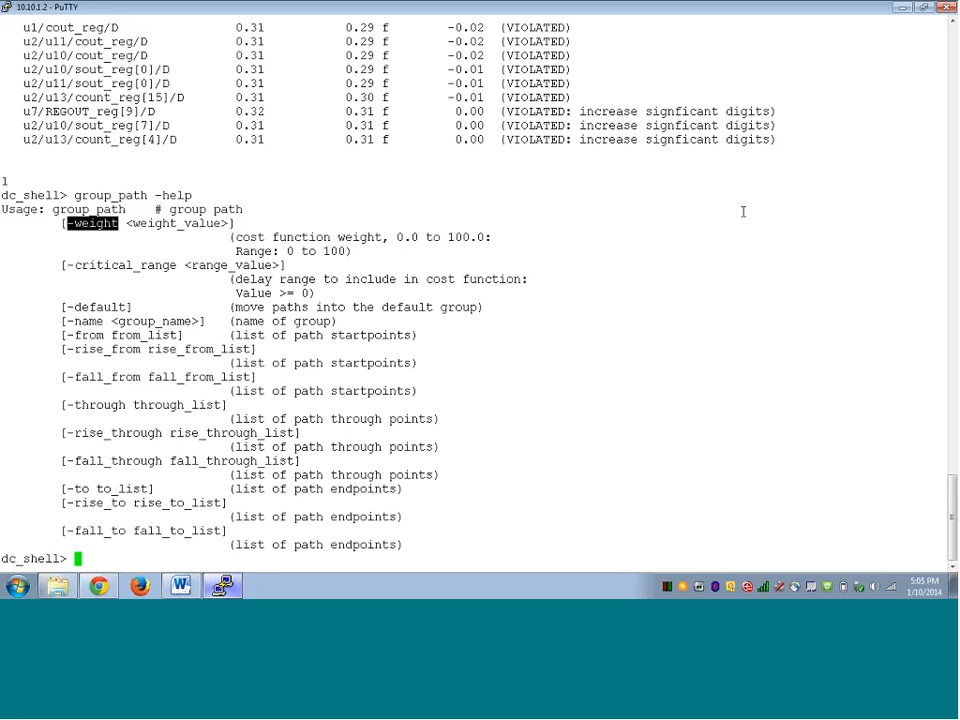 10.10.1.2 - PuTTY
u1/cout_reg/D 0.31 0.29 f -0.02 (VIOLATED)
u2/u11/cout_reg/D 0.31 0.29 f -0.02 (VIOLATED)
u2/u10/cout_reg/D 0.31 0.29 f -0.02 (VIOLATED)
u2/u10/sout_reg[0]/D 0.31 0.29 f -0.01 (VIOLATED)
u2/u11/sout_reg[0]/D 0.31 0.29 f -0.01 (VIOLATED)
u2/u13/count_reg[15]/D 0.31 0.30 f -0.01 (VIOLATED)
u7/REGOUT_reg[9]/D 0.32 0.31 f 0.00 (VIOLATED: increase signficant digits)
u2/u10/sout_reg[7]/D 0.31 0.31 f 0.00 (VIOLATED: increase signficant digits)
u2/u13/count_reg[4]/D 0.31 0.31 f 0.00 (VIOLATED: increase signficant digits)
1
dc_shell> group_path -help
Usage: group_path # group path
[-weight <weight_value>]
(cost function weight, 0.0 to 100.0:
Range: 0 to 100)
[-critical_range <range_value>]
(delay range to include in cost function:
Value >= 0)
[-default] (move paths into the default group)
[-name <group_name>] (name of group)
[-from from_list] (list of path startpoints)
[-rise_from rise_from_list]
(list of path startpoints)
[-fall_from fall_from_list]
(list of path startpoints)
[-through through_list]
(list of path through points)
[-rise_through rise_through_list]
(list of path through points)
[-fall_through fall_through_list]
(list of path through points)
[-to to_list] (list of path endpoints)
[-rise_to rise_to_list]
(list of path endpoints)
[-fall_to fall_to_list]
(list of path endpoints)
dc_shell>
5:05 PM
1/10/2014